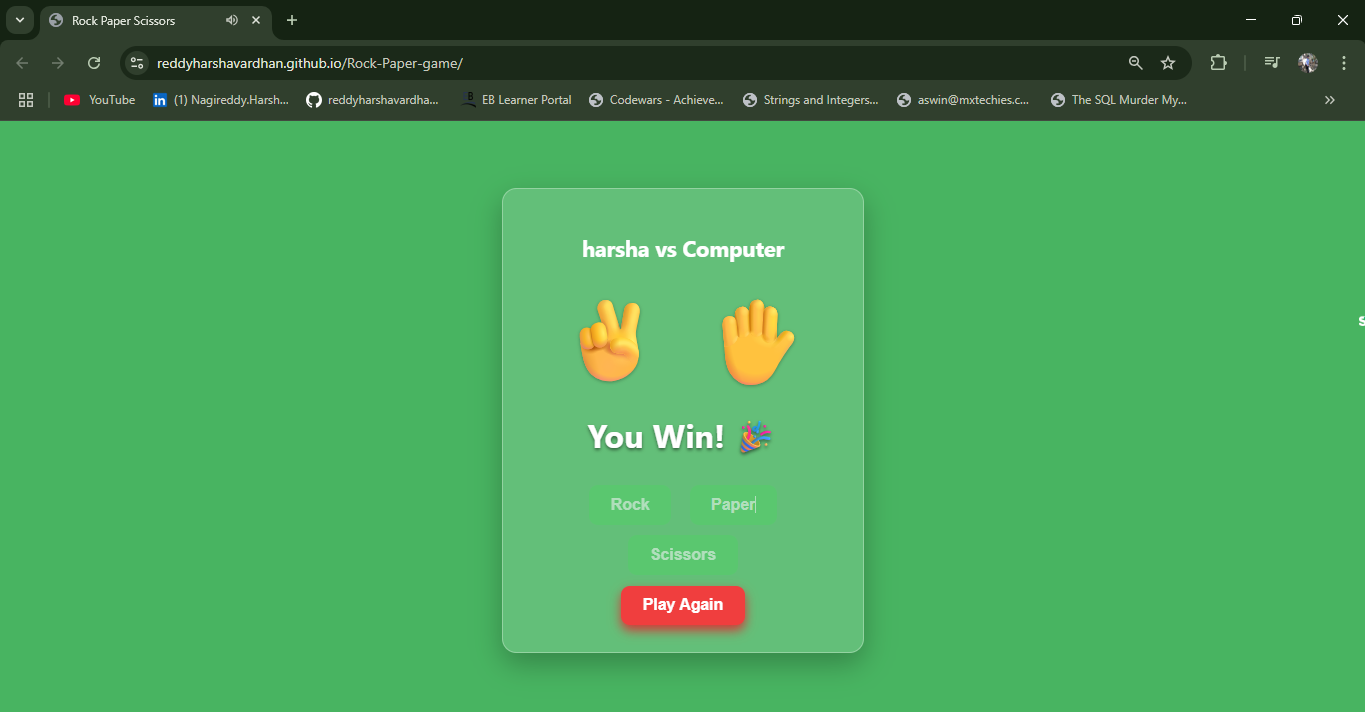 Rock Paper Scissors
reddyharshavardhan.github.io/Rock-Paper-game/
YouTube (1) Nagireddy.Harsh... reddyharshavardha... EB Learner Portal Codewars - Achieve... Strings and Integers... aswin@mxtechies.c... The SQL Murder My...
harsha vs Computer
You Win! 🎉
Rock Paper
Scissors
Play Again